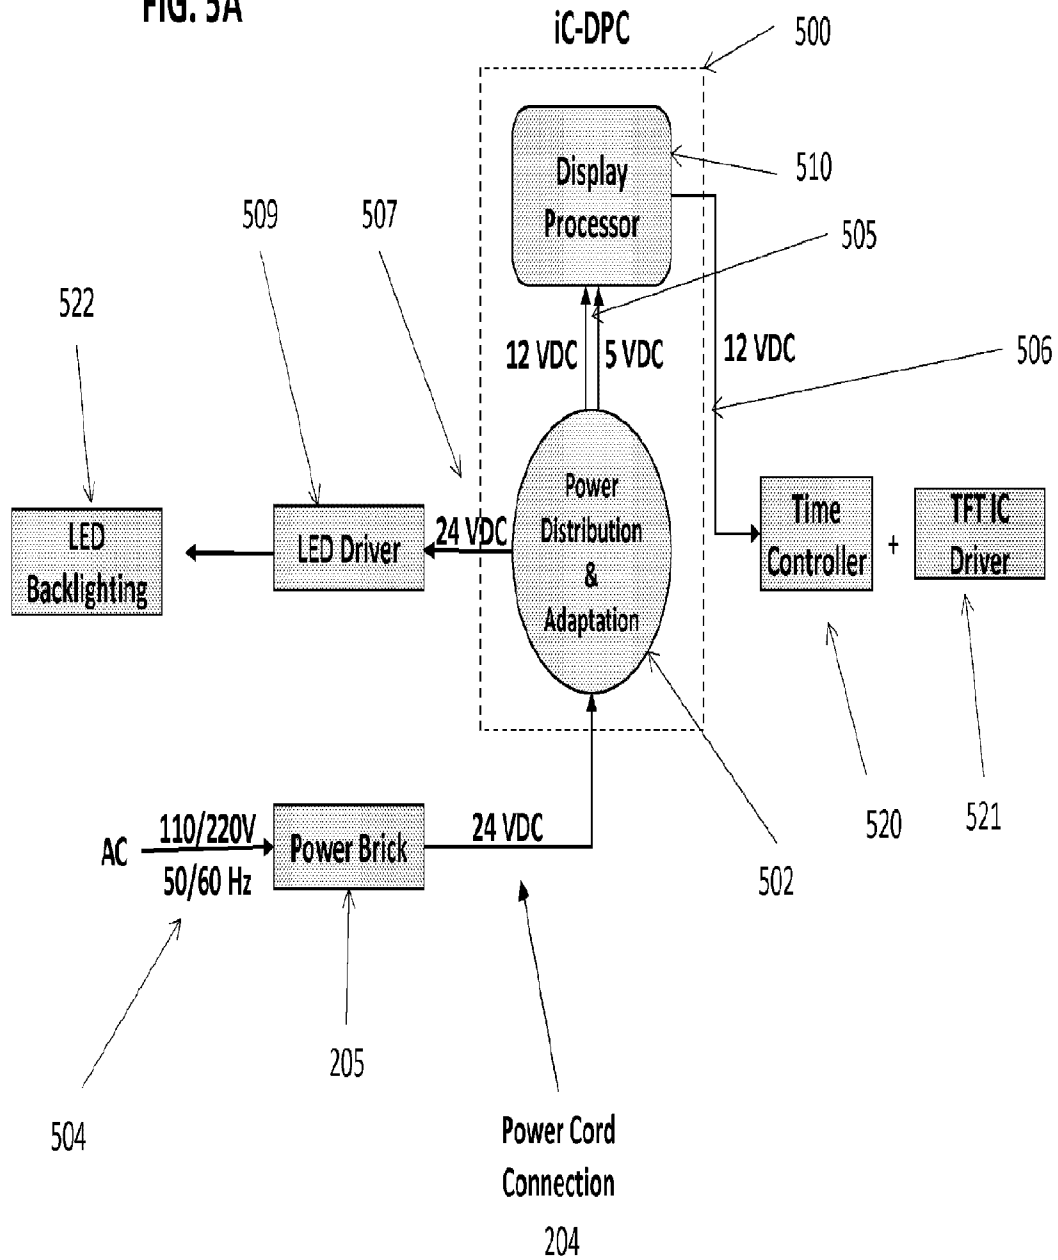 FIG. 5A
iC-DPC
500
Display
Processor
510
509
507
505
522
12 VDC
5 VDC
12 VDC
506
Power
Distribution
&
Adaptation
LED
Backlighting
LED Driver
24 VDC
Time
Controller
+
TFT IC
Driver
520
521
502
AC
110/220V
50/60 Hz
Power Brick
24 VDC
205
504
Power Cord
Connection
204